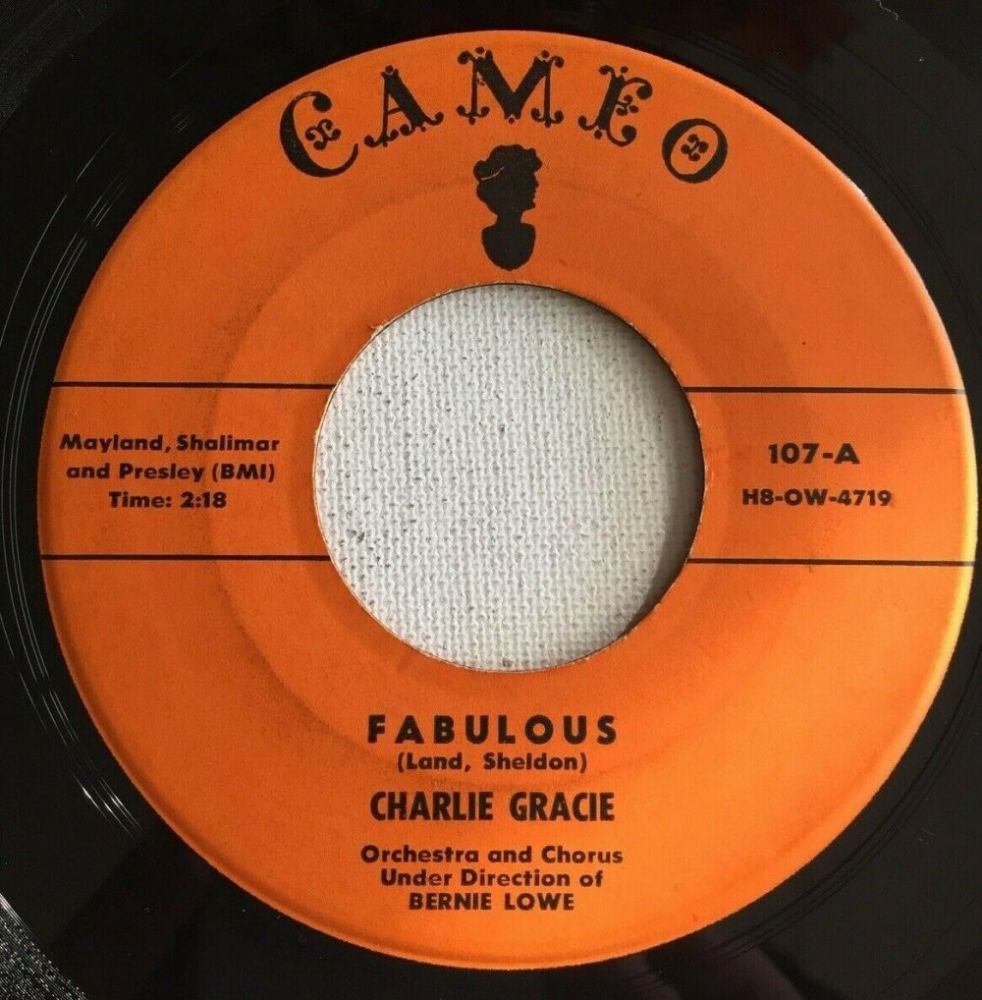 CAMEO
Mayland, Shalimar
and Presley (BMI)
Time: 2:18
107-A
H8-OW-4719
FABULOUS
(Land, Sheldon)
CHARLIE GRACIE
Orchestra and Chorus
Under Direction of
BERNIE LOWE